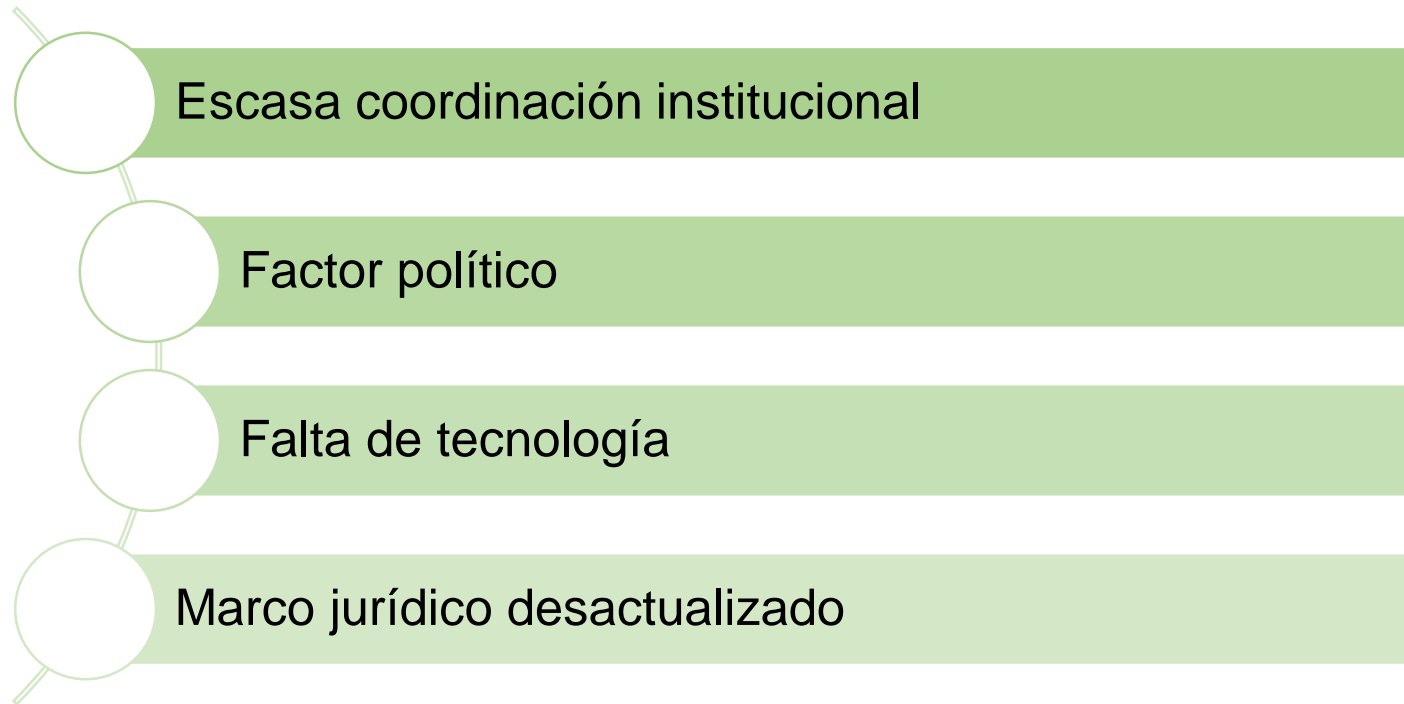 Escasa coordinación institucional
Factor político
Falta de tecnología
Marco jurídico desactualizado